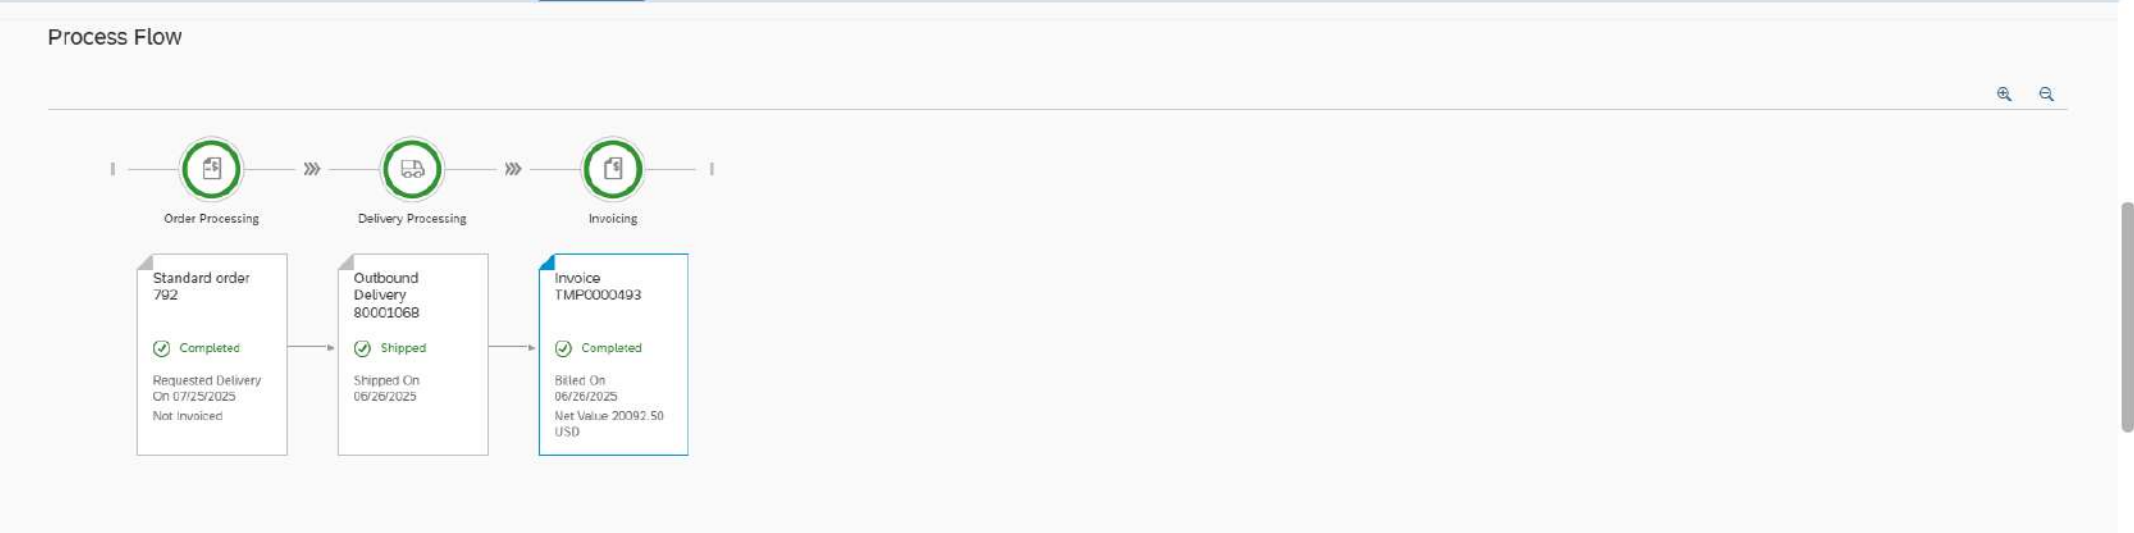 Process Flow
Order Processing
Delivery Processing
Invoicing
Standard order
792
Completed
Requested Delivery
On 07/25/2025
Not Invoiced
Outbound
Delivery
80001068
Shipped
Shipped On
06/26/2025
Invoice
TMP0000493
Completed
Billed On
06/26/2025
Net Value 20092.50
USD